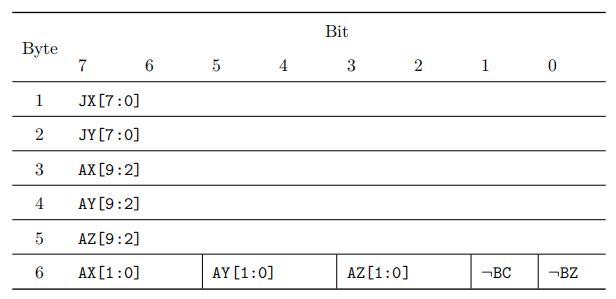 Bit
Byte
7 6 5 4 3 2 1 0
1 JX[7:0]
2 JY[7:0]
3 AX[9:2]
4 AY[9:2]
5 AZ[9:2]
6 AX[1:0] AY[1:0] AZ[1:0] ¬BC ¬BZ